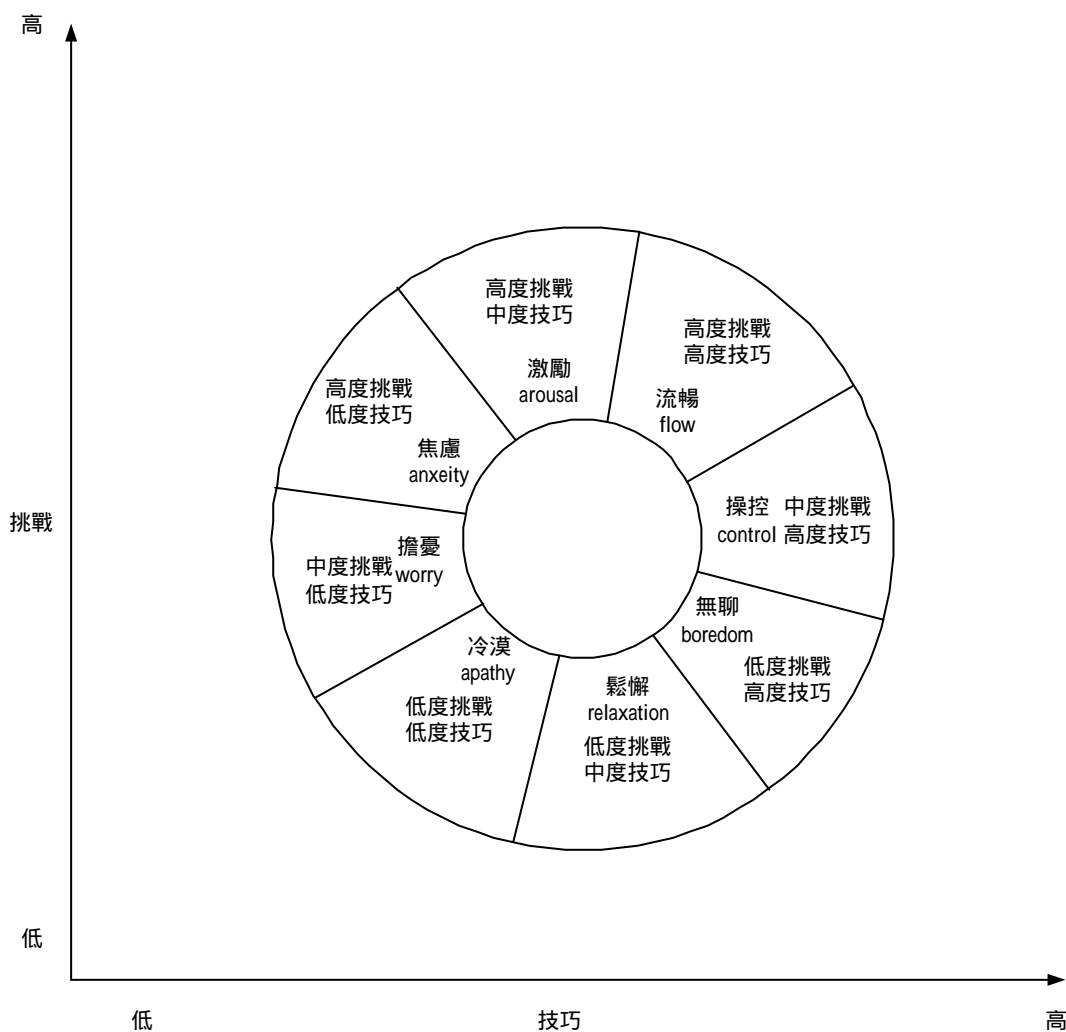 高
高度挑戰
中度技巧
激勵
arousal
高度挑戰
高度技巧
流暢
flow
高度挑戰
低度技巧
焦慮
anxeity
操控 中度挑戰
control 高度技巧
挑戰
擔憂
worry
中度挑戰
低度技巧
無聊
boredom
低度挑戰
高度技巧
冷漠
apathy
低度挑戰
低度技巧
鬆懈
relaxation
低度挑戰
中度技巧
低
低
技巧
高